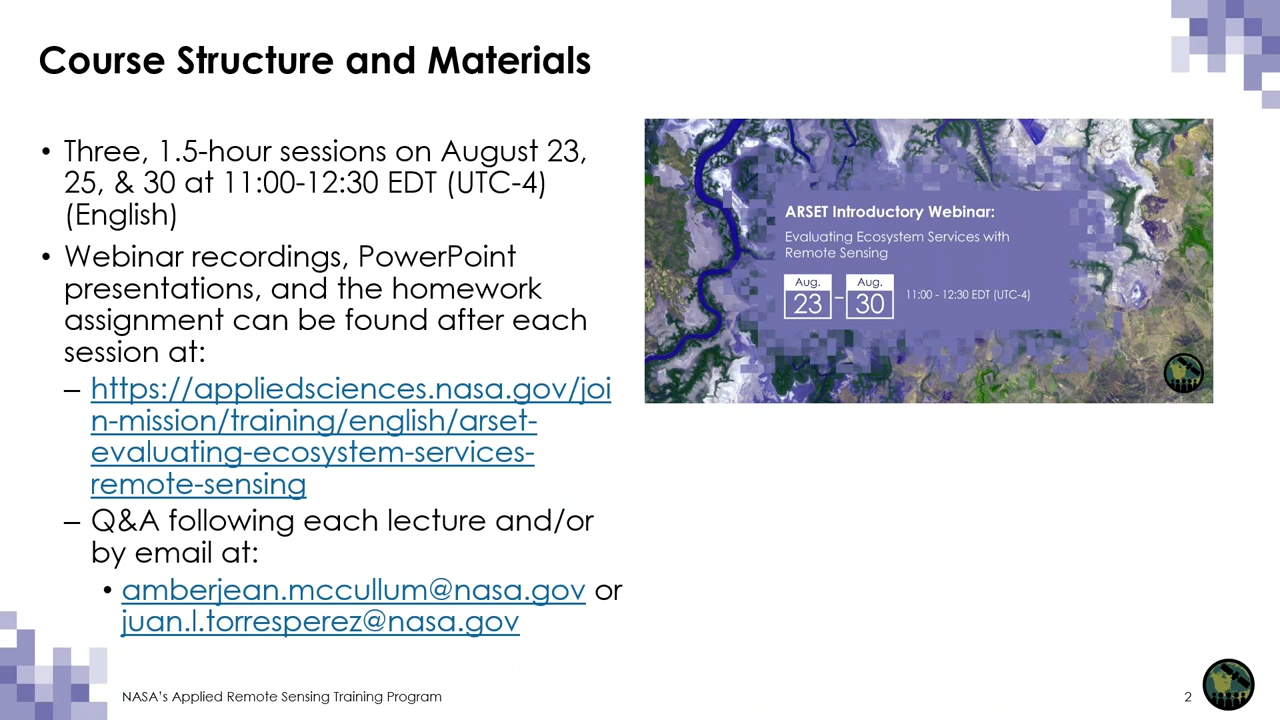 Course Structure and Materials
• Three, 1.5-hour sessions on August 23,
25, & 30 at 11:00-12:30 EDT (UTC-4)
(English)
• Webinar recordings, PowerPoint
presentations, and the homework
assignment can be found after each
session at:
– https://appliedsciences.nasa.gov/joi
n-mission/training/english/arset-
evaluating-ecosystem-services-
remote-sensing
– Q&A following each lecture and/or
by email at:
• amberjean.mccullum@nasa.gov or
juan.l.torresperez@nasa.gov
ARSET Introductory Webinar:
Evaluating Ecosystem Services with
Remote Sensing
Aug. Aug.
23 – 30 11:00 - 12:30 EDT (UTC-4)
NASA’s Applied Remote Sensing Training Program
2